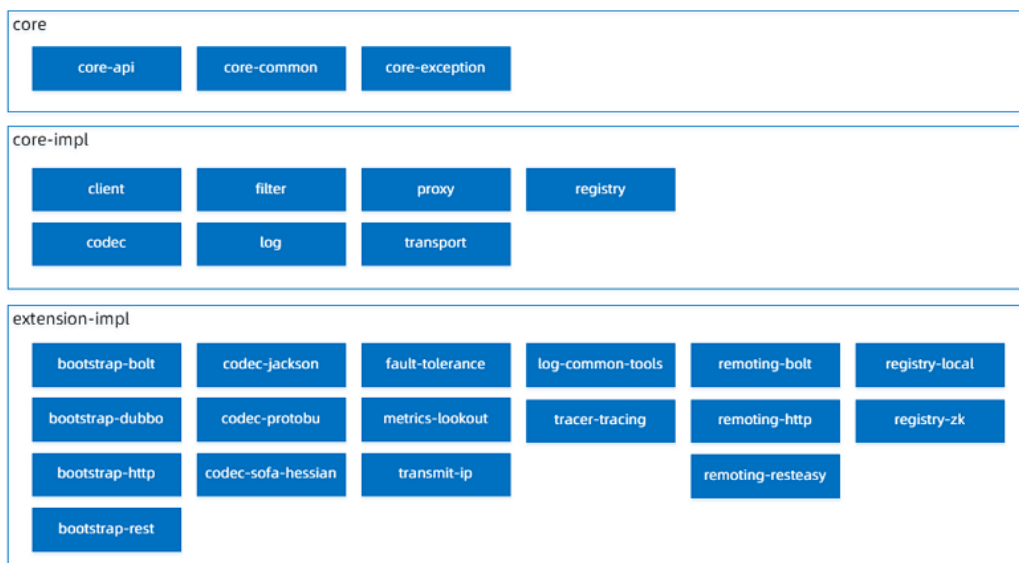 core
core-api
core-common
core-exception
core-impl
client
filter
proxy
registry
codec
log
transport
extension-impl
bootstrap-bolt
codec-jackson
fault-tolerance
log-common-tools
remoting-bolt
registry-local
bootstrap-dubbo
codec-protobu
metrics-lookout
tracer-tracing
remoting-http
registry-zk
bootstrap-http
codec-sofa-hessian
transmit-ip
remoting-resteasy
bootstrap-rest